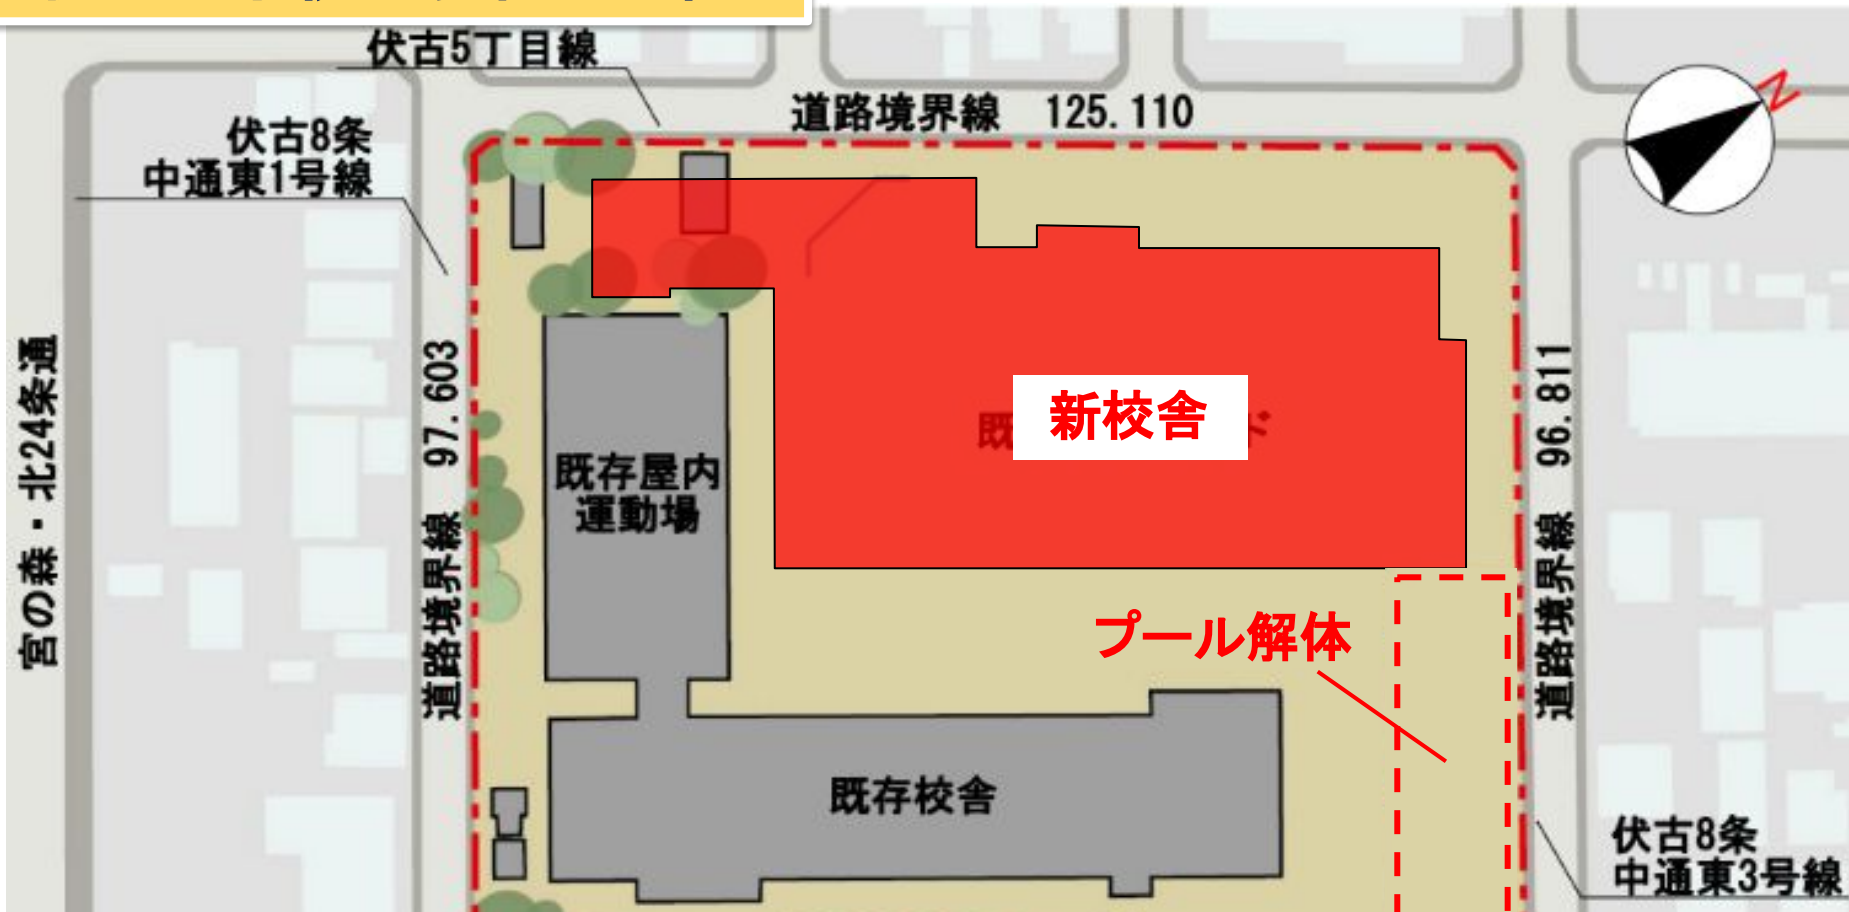 伏古5丁目線
道路境界線 125.110
N
伏古8条
中通東1号線
宮の森・北24条通
道路境界線 97.603
既存屋内
運動場
既
新校舎
ド
道路境界線 96.811
プール解体
既存校舎
伏古8条
中通東3号線